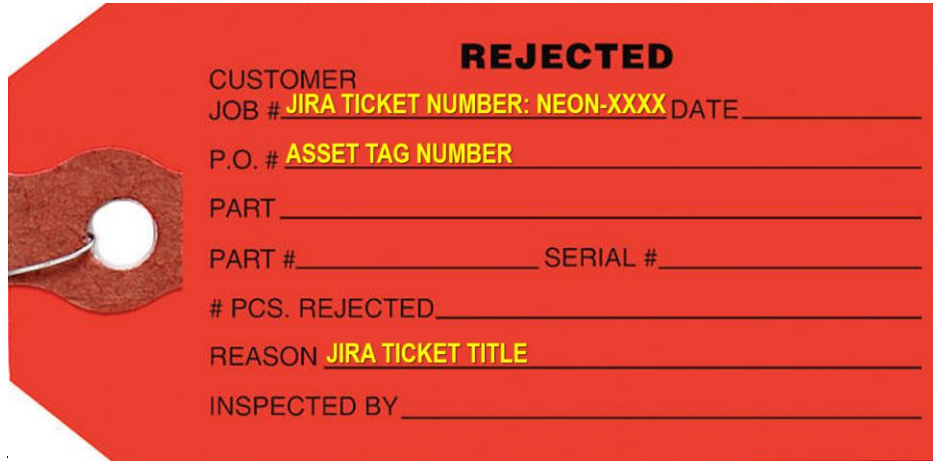 REJECTED
CUSTOMER
JOB # JIRA TICKET NUMBER: NEON-XXXX DATE
P.O. # ASSET TAG NUMBER
PART
PART # SERIAL #
# PCS. REJECTED
REASON JIRA TICKET TITLE
INSPECTED BY